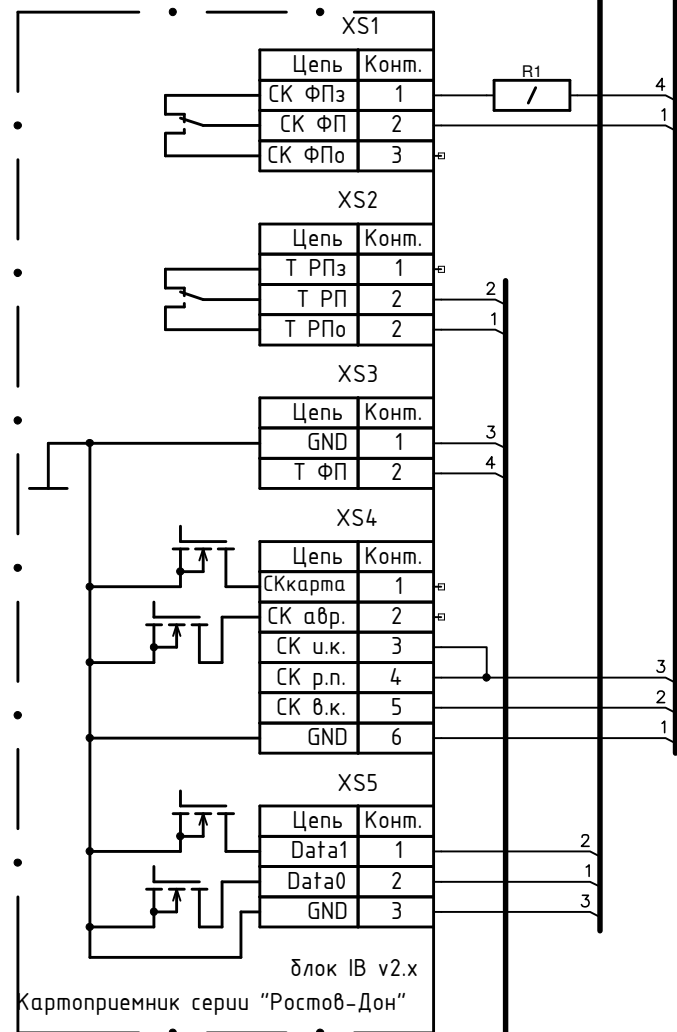 XS1
Цепь Конт.
R1
СК ФПз 1 4
СК ФП 2 1
СК ФПо 3
XS2
Цепь Конт.
Т РПз 1
Т РП 2 2
Т РПо 2 1
XS3
Цепь Конт.
GND 1 3
Т ФП 2 4
XS4
Цепь Конт.
СКкарта 1
СК авр. 2
СК и.к. 3
СК р.п. 4 3
СК в.к. 5 2
GND 6 1
XS5
Цепь Конт.
Data1 1 2
Data0 2 1
GND 3 3
блок IB v2.x
Картоприемник серии "Ростов-Дон"